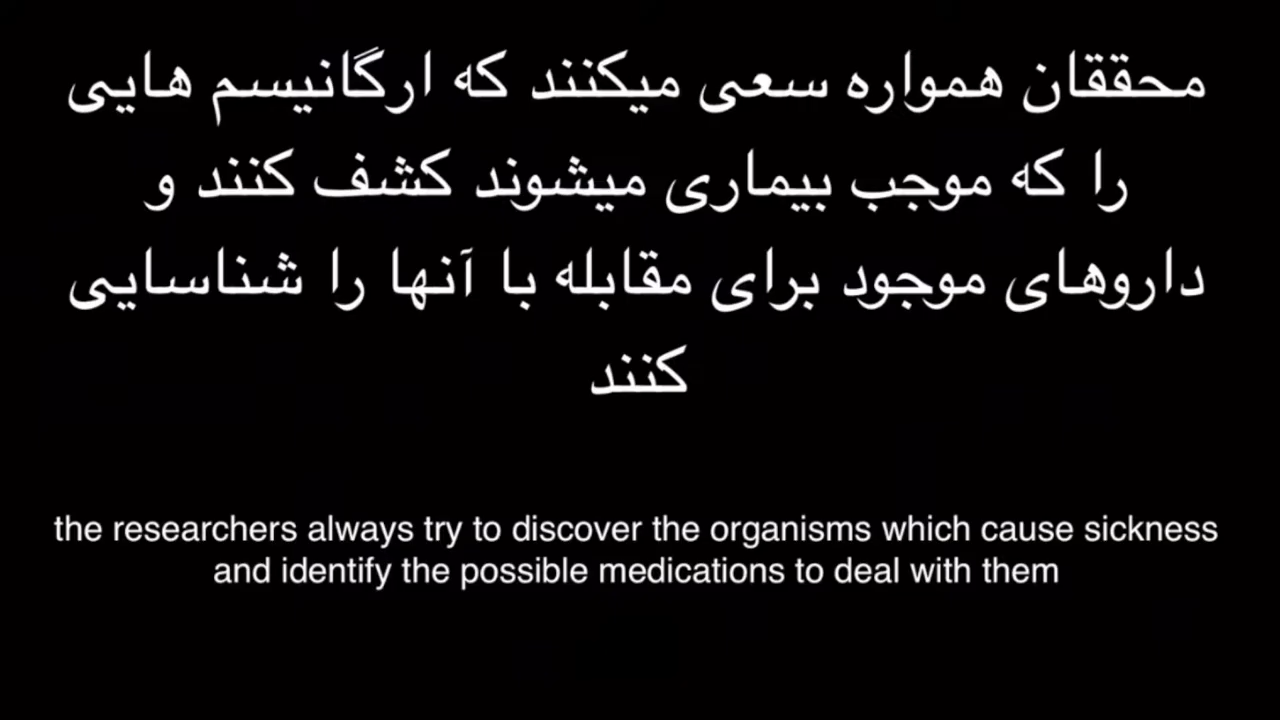 محققان همواره سعی میکنند که ارگانیسم هایی
را که موجب بیماری میشوند کشف کنند و
داروهای موجود برای مقابله با آنها را شناسایی
کنند
the researchers always try to discover the organisms which cause sickness
and identify the possible medications to deal with them